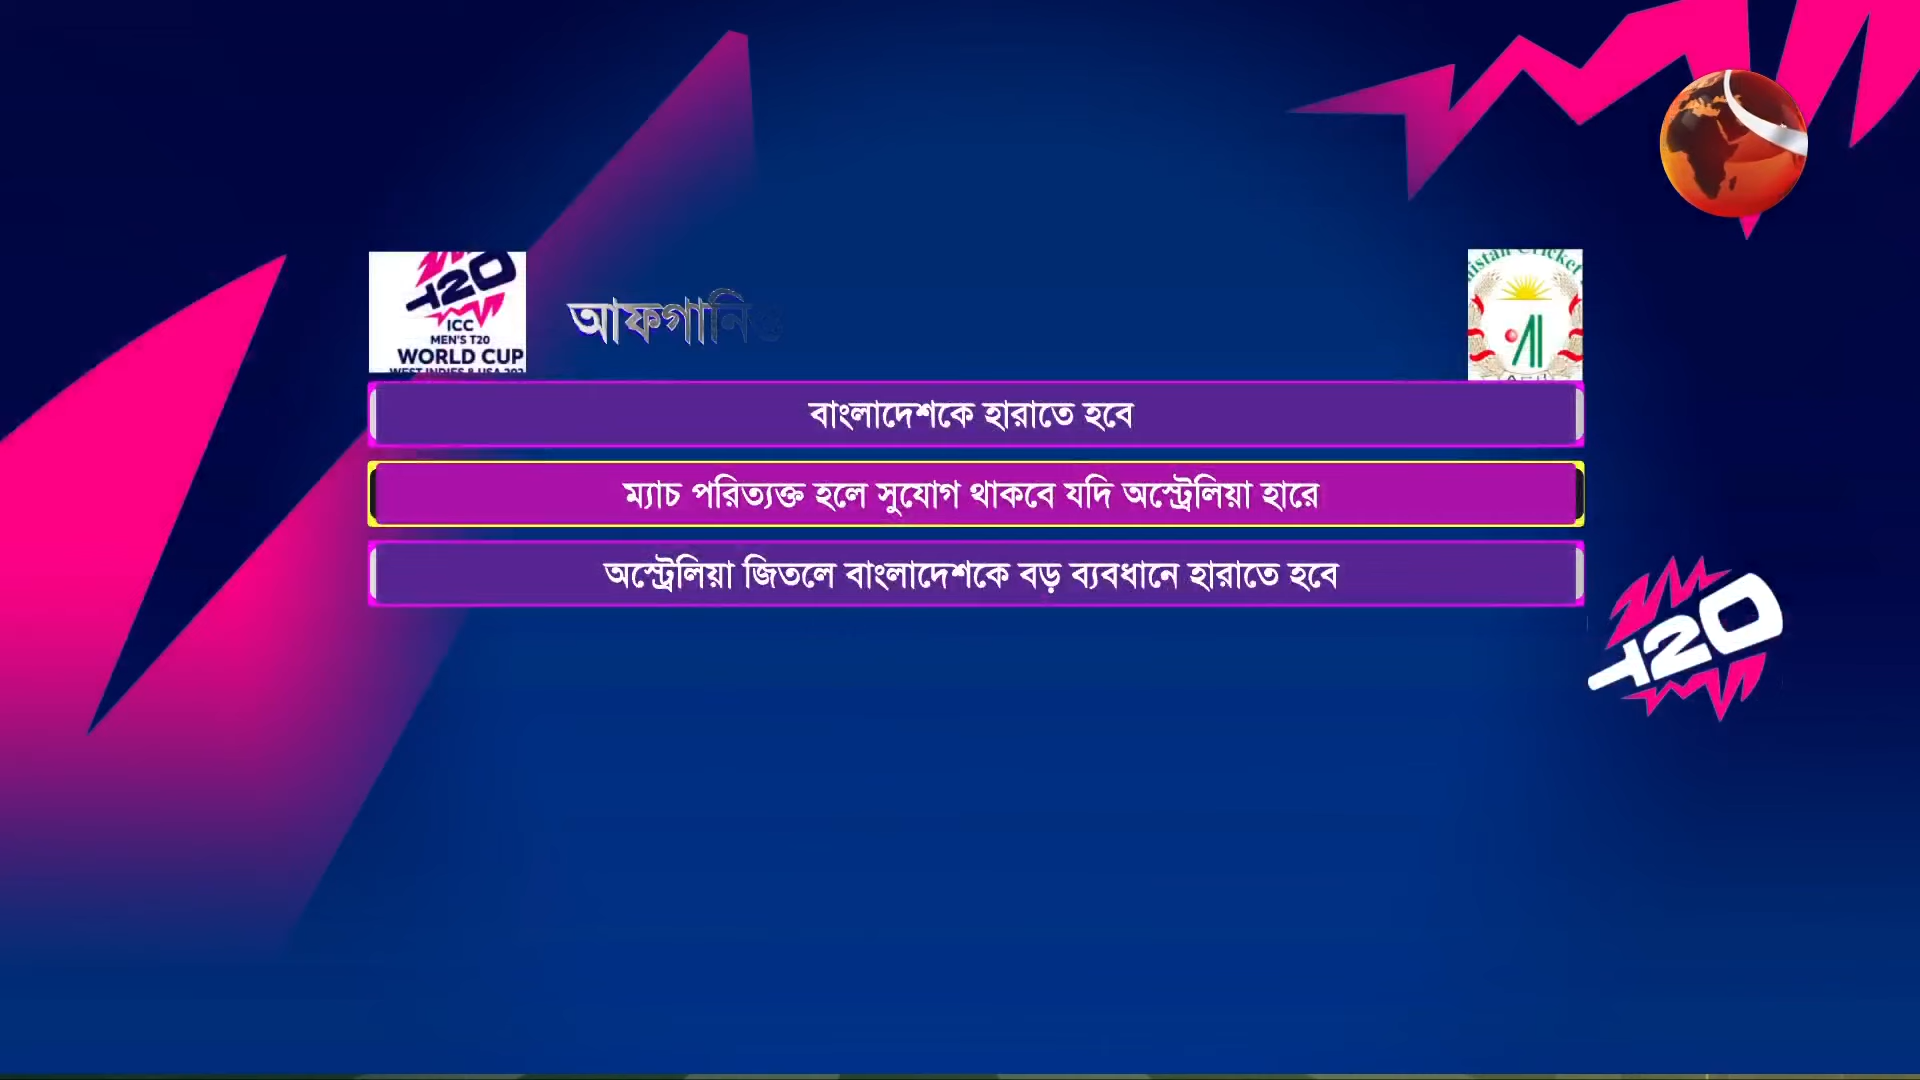 T20
ICC
MEN'S T20
WORLD CUP
বাংলাদেশকে হারাতে হবে
ম্যাচ পরিত্যক্ত হলে সুযোগ থাকবে যদি অস্ট্রেলিয়া হারে
অস্ট্রেলিয়া জিতলে বাংলাদেশকে বড় ব্যবধানে হারাতে হবে
T20